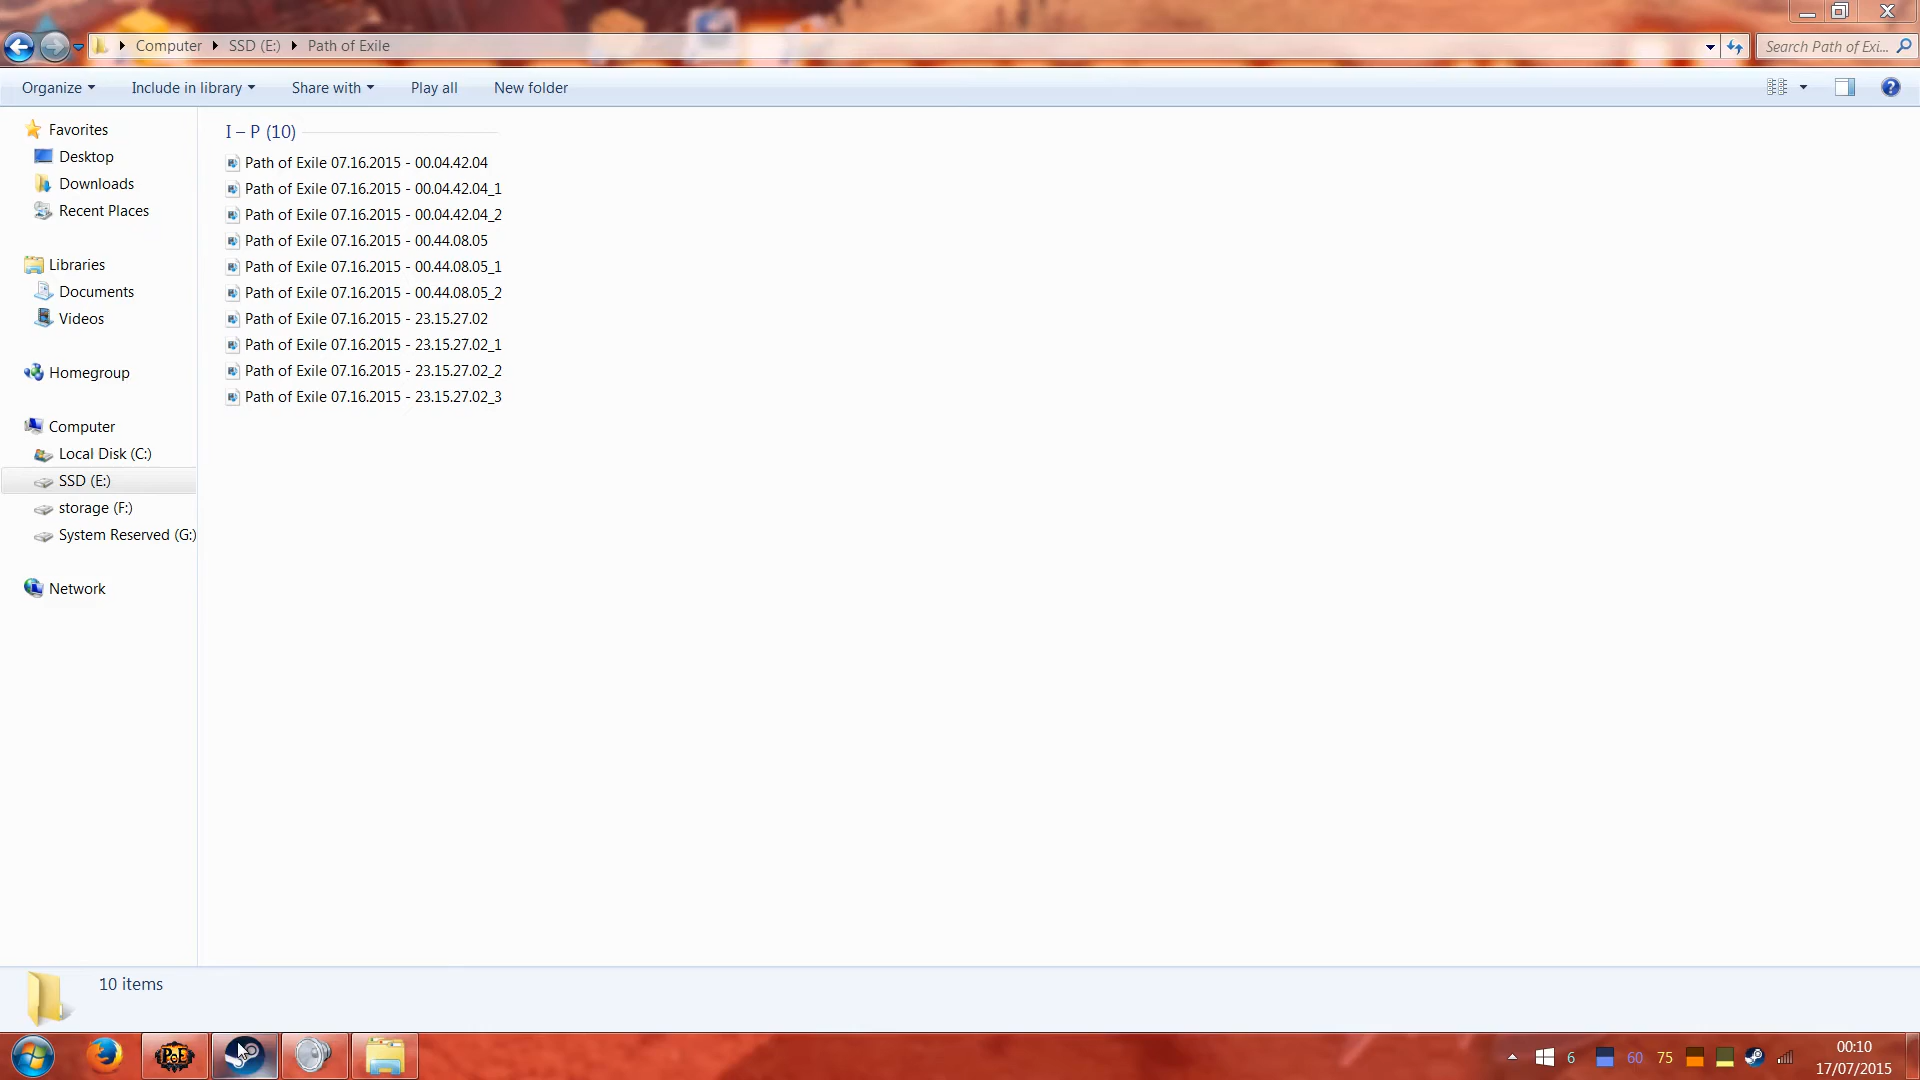 Computer SSD (E:) Path of Exile
Search Path of Exi...
Organize Include in library Share with Play all New folder
Favorites
Desktop
Downloads
Recent Places
Libraries
Documents
Videos
Homegroup
Computer
Local Disk (C:)
SSD (E:)
storage (F:)
System Reserved (G:)
Network
I – P (10)
Path of Exile 07.16.2015 - 00.04.42.04
Path of Exile 07.16.2015 - 00.04.42.04_1
Path of Exile 07.16.2015 - 00.04.42.04_2
Path of Exile 07.16.2015 - 00.44.08.05
Path of Exile 07.16.2015 - 00.44.08.05_1
Path of Exile 07.16.2015 - 00.44.08.05_2
Path of Exile 07.16.2015 - 23.15.27.02
Path of Exile 07.16.2015 - 23.15.27.02_1
Path of Exile 07.16.2015 - 23.15.27.02_2
Path of Exile 07.16.2015 - 23.15.27.02_3
10 items
PoE
6 60 75
00:10
17/07/2015